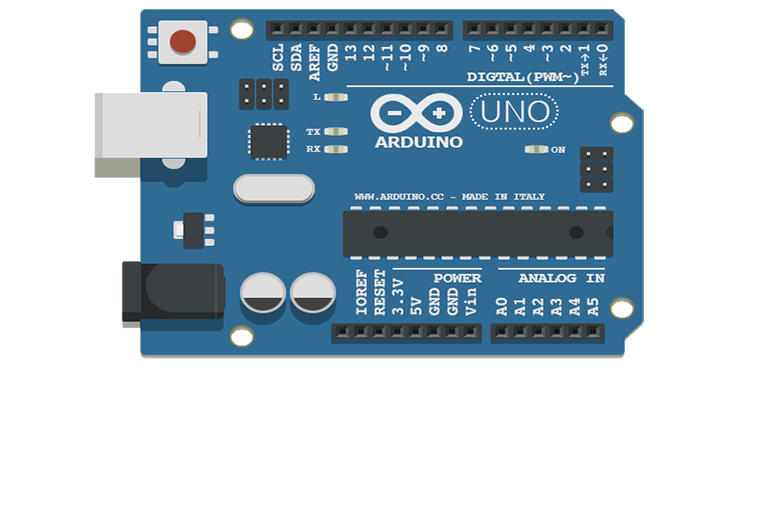 SCL
SDA
AREF
GND
13
12
~11
~10
~9
8
7
~6
~5
4
~3
2
TX→1
RX←0
DIGTAL(PWM~)
L
TX
RX
UNO
ARDUINO
ON
WWW.ARDUINO.CC - MADE IN ITALY
POWER
ANALOG IN
IOREF
RESET
3.3V
5V
GND
GND
Vin
A0
A1
A2
A3
A4
A5